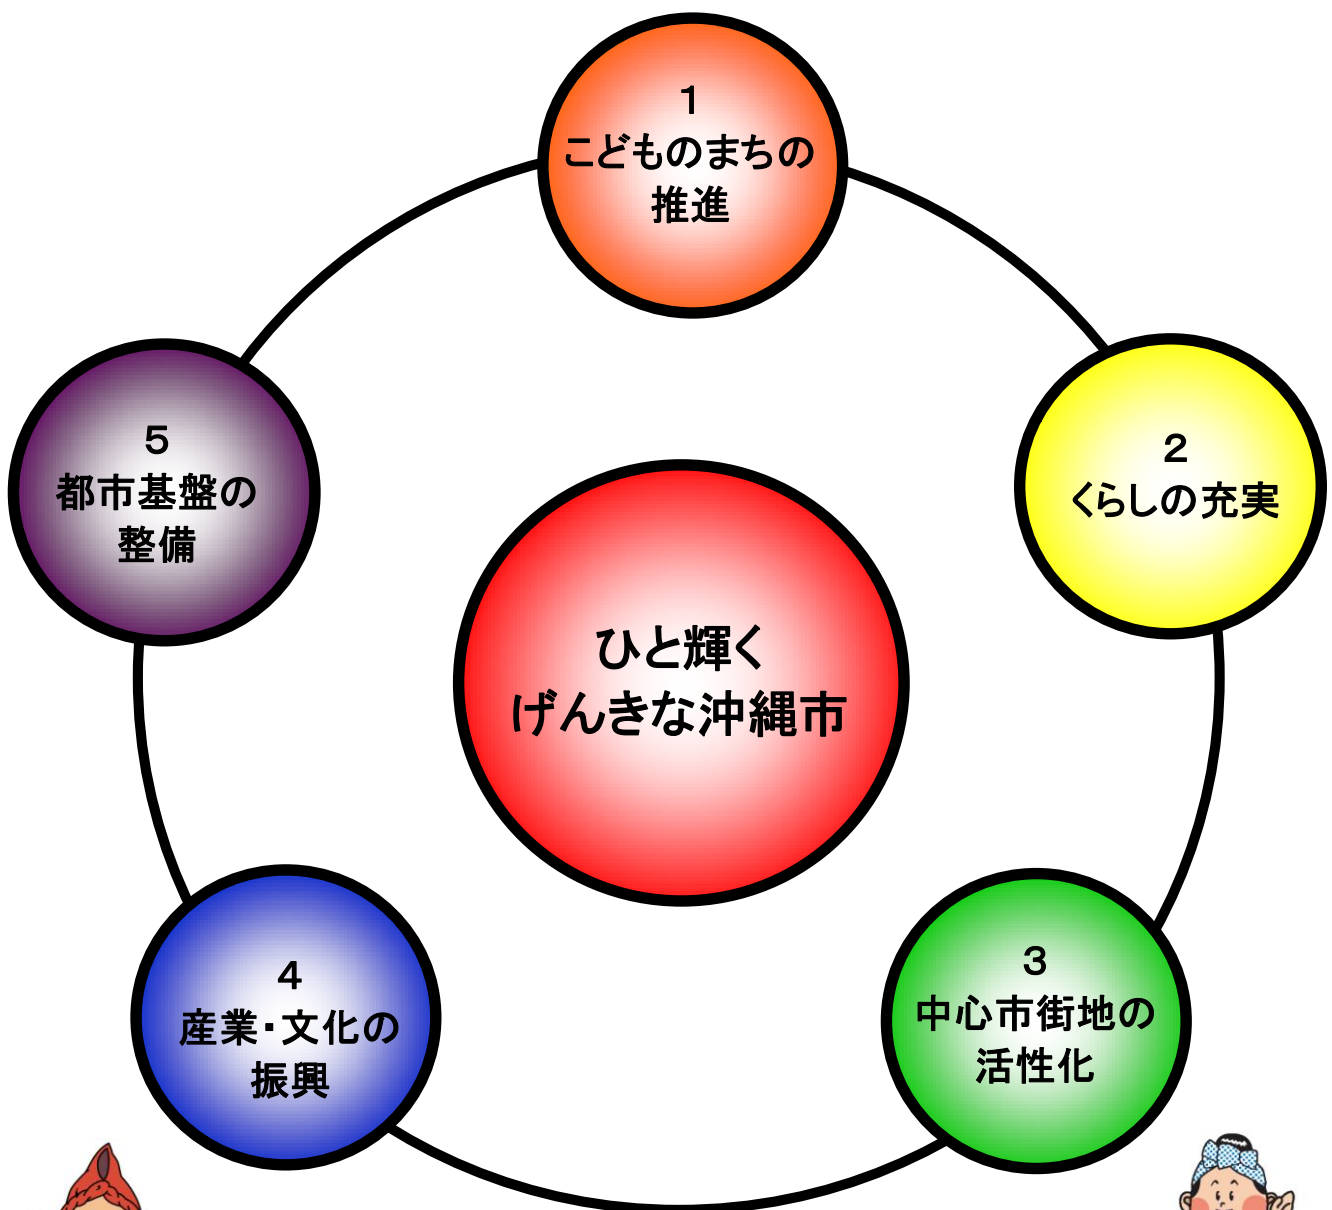 1
こどものまちの
推進
2
くらしの充実
3
中心市街地の
活性化
4
産業・文化の
振興
5
都市基盤の
整備
ひと輝く
げんきな沖縄市